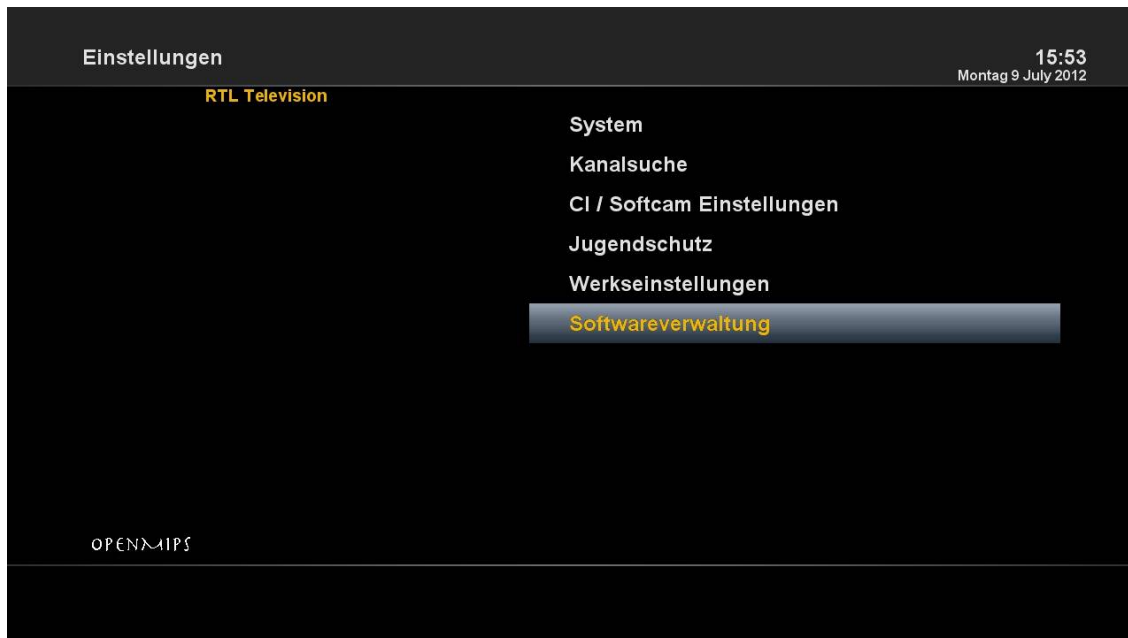 Einstellungen
15:53
Montag 9 July 2012
RTL Television
System
Kanalsuche
CI / Softcam Einstellungen
Jugendschutz
Werkseinstellungen
Softwareverwaltung
OPENMIPS